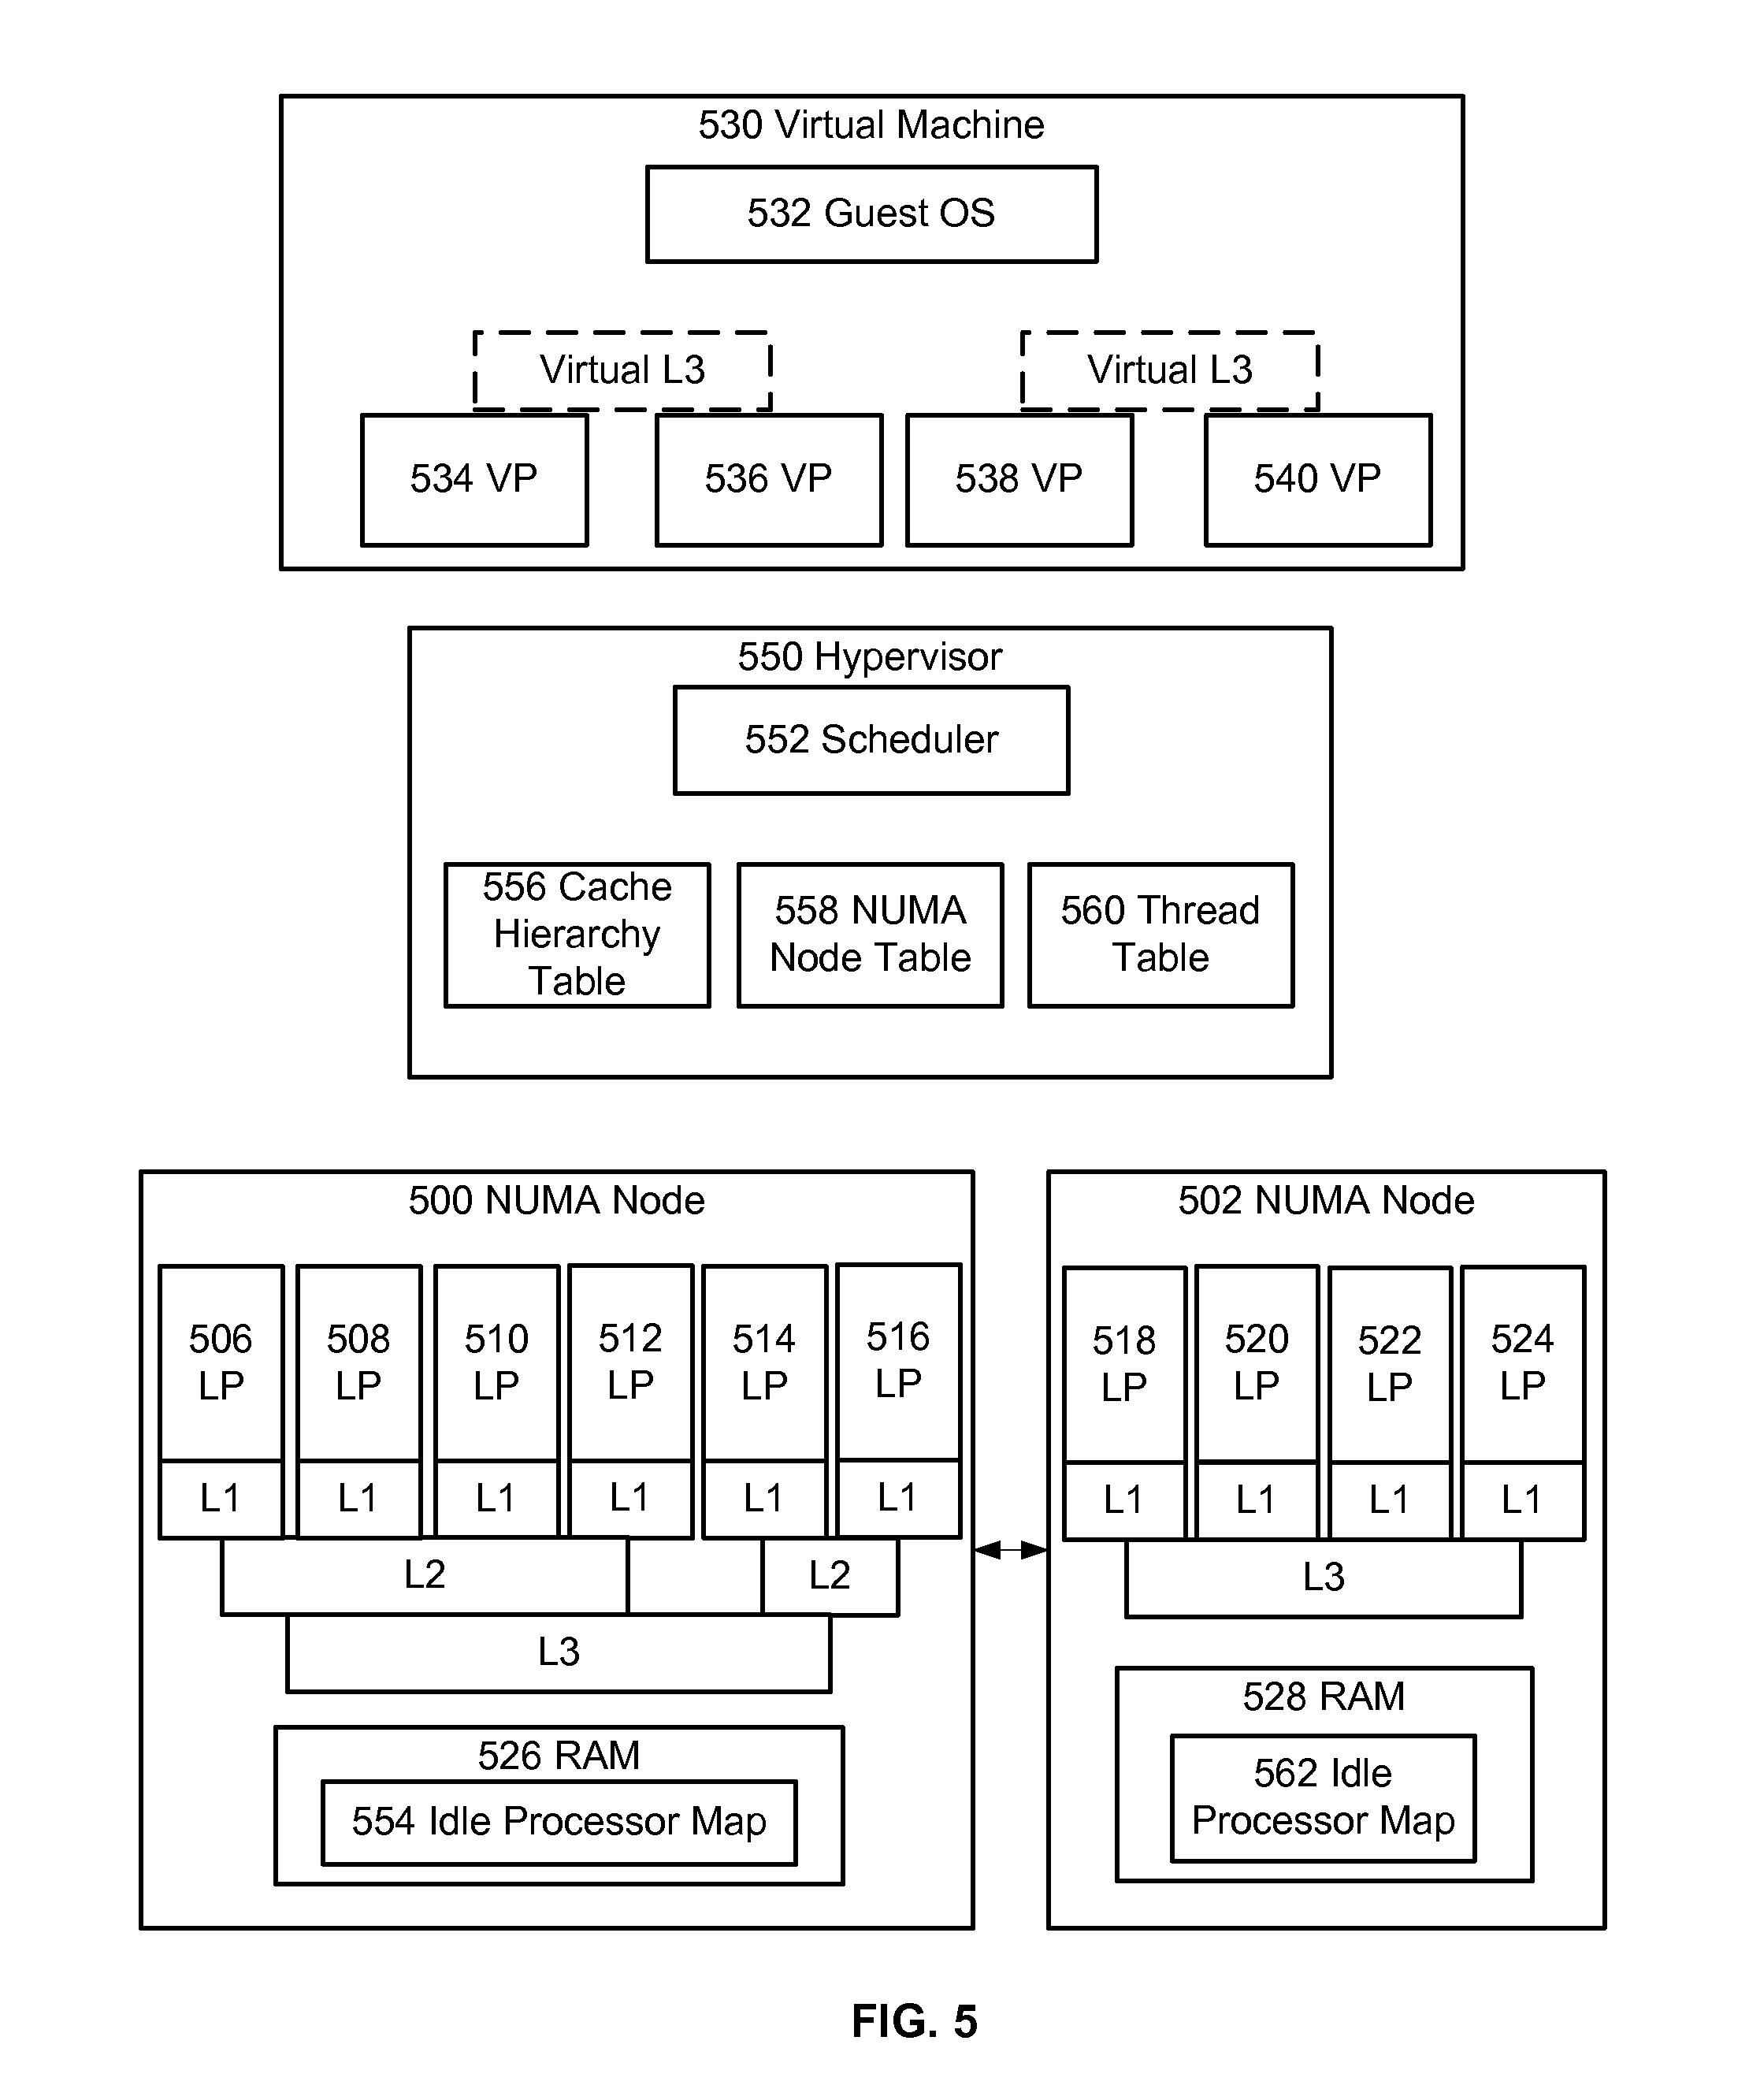 530 Virtual Machine
532 Guest OS
Virtual L3
Virtual L3
534 VP
536 VP
538 VP
540 VP
550 Hypervisor
552 Scheduler
556 Cache
Hierarchy
Table
558 NUMA
Node Table
560 Thread
Table
500 NUMA Node
506
LP
508
LP
510
LP
512
LP
514
LP
516
LP
L1
L1
L1
L1
L1
L1
L2
L2
L3
526 RAM
554 Idle Processor Map
502 NUMA Node
518
LP
520
LP
522
LP
524
LP
L1
L1
L1
L1
L3
528 RAM
562 Idle
Processor Map
FIG. 5